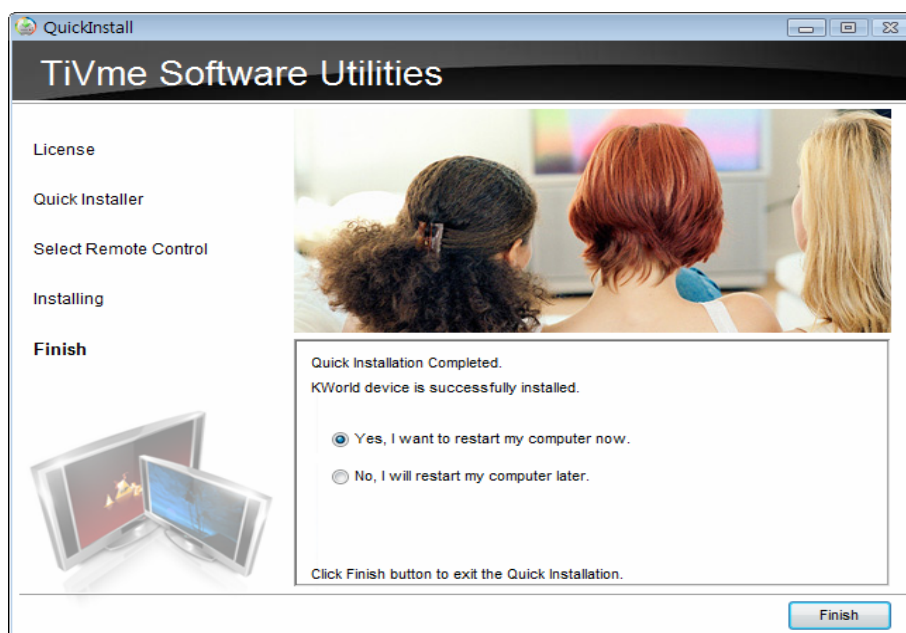 QuickInstall
TiVme Software Utilities
License
Quick Installer
Select Remote Control
Installing
Finish
Quick Installation Completed.
KWorld device is successfully installed.
Yes, I want to restart my computer now.
No, I will restart my computer later.
Click Finish button to exit the Quick Installation.
Finish